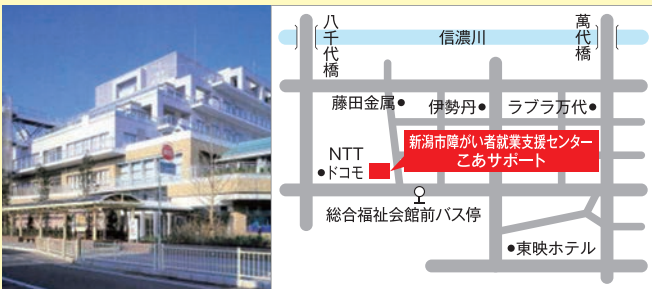 八千代橋
信濃川
萬代橋
藤田金属
伊勢丹
ラブラ万代
新潟市障がい者就業支援センター
こあサポート
NTT
ドコモ
総合福祉会館前バス停
東映ホテル